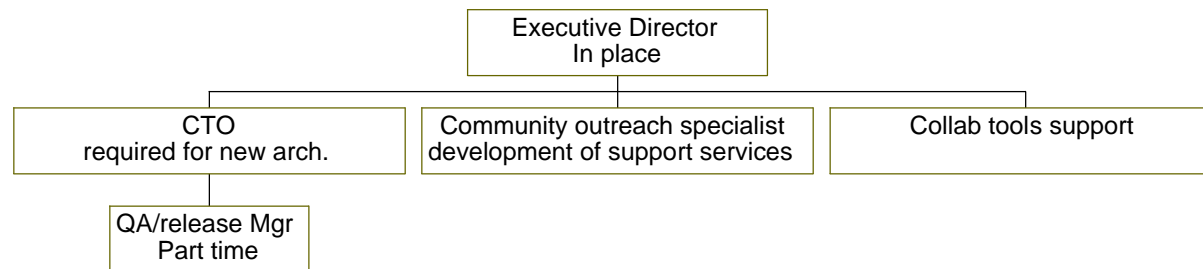 Executive Director
In place
CTO
required for new arch.
Community outreach specialist
development of support services
Collab tools support
QA/release Mgr
Part time